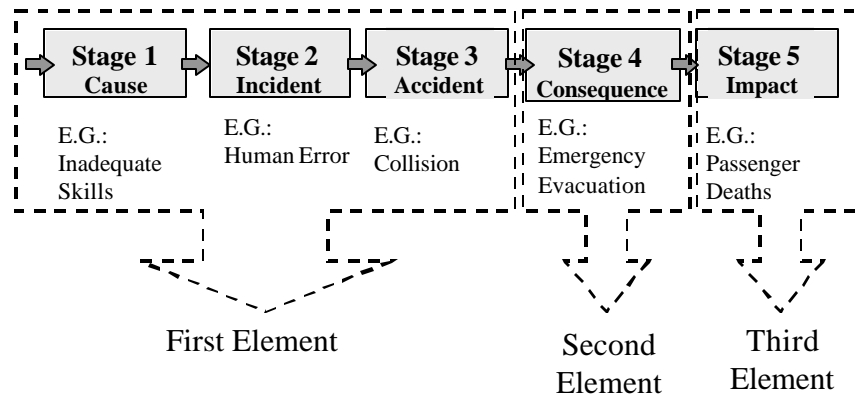 Stage 1
Cause
Stage 2
Incident
Stage 3
Accident
Stage 4
Consequence
Stage 5
Impact
E.G.:
Inadequate
Skills
E.G.:
Human Error
E.G.:
Collision
E.G.:
Emergency
Evacuation
E.G.:
Passenger
Deaths
First Element
Second
Element
Third
Element